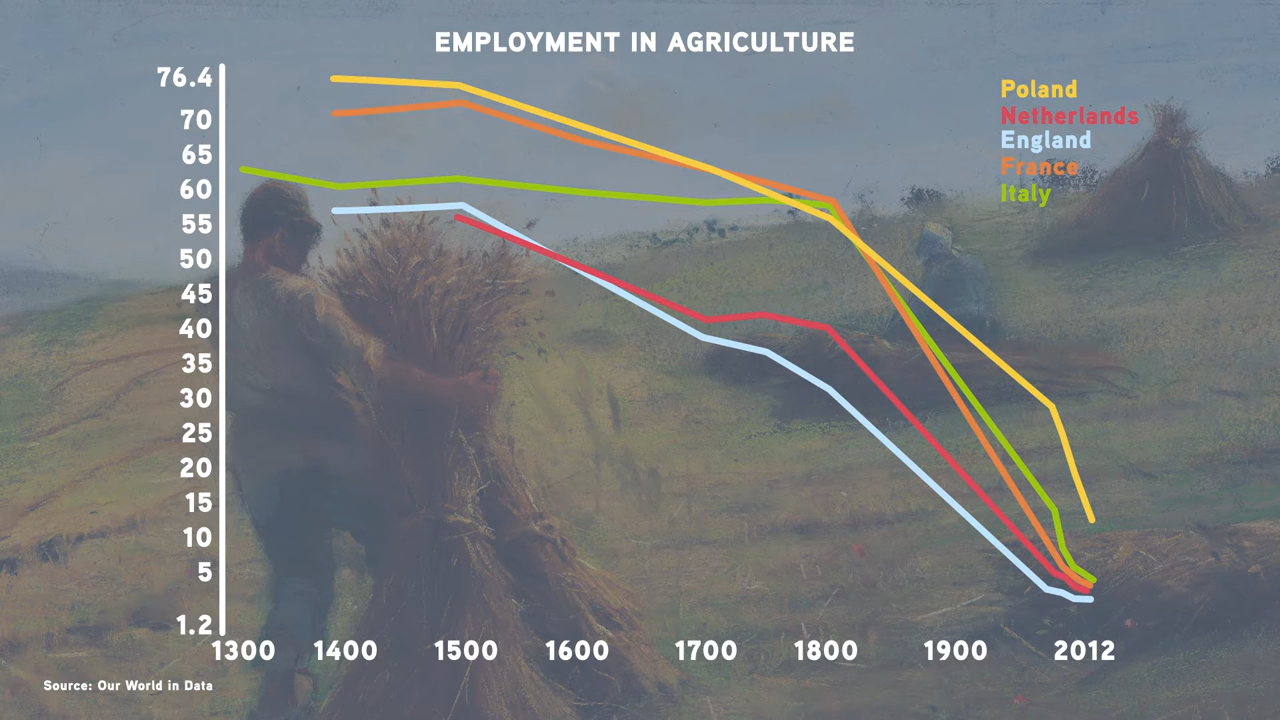 EMPLOYMENT IN AGRICULTURE
76.4
70
65
60
55
50
45
40
35
30
25
20
15
10
5
1.2
Poland
Netherlands
England
France
Italy
1300 1400 1500 1600 1700 1800 1900 2012
Source: Our World in Data